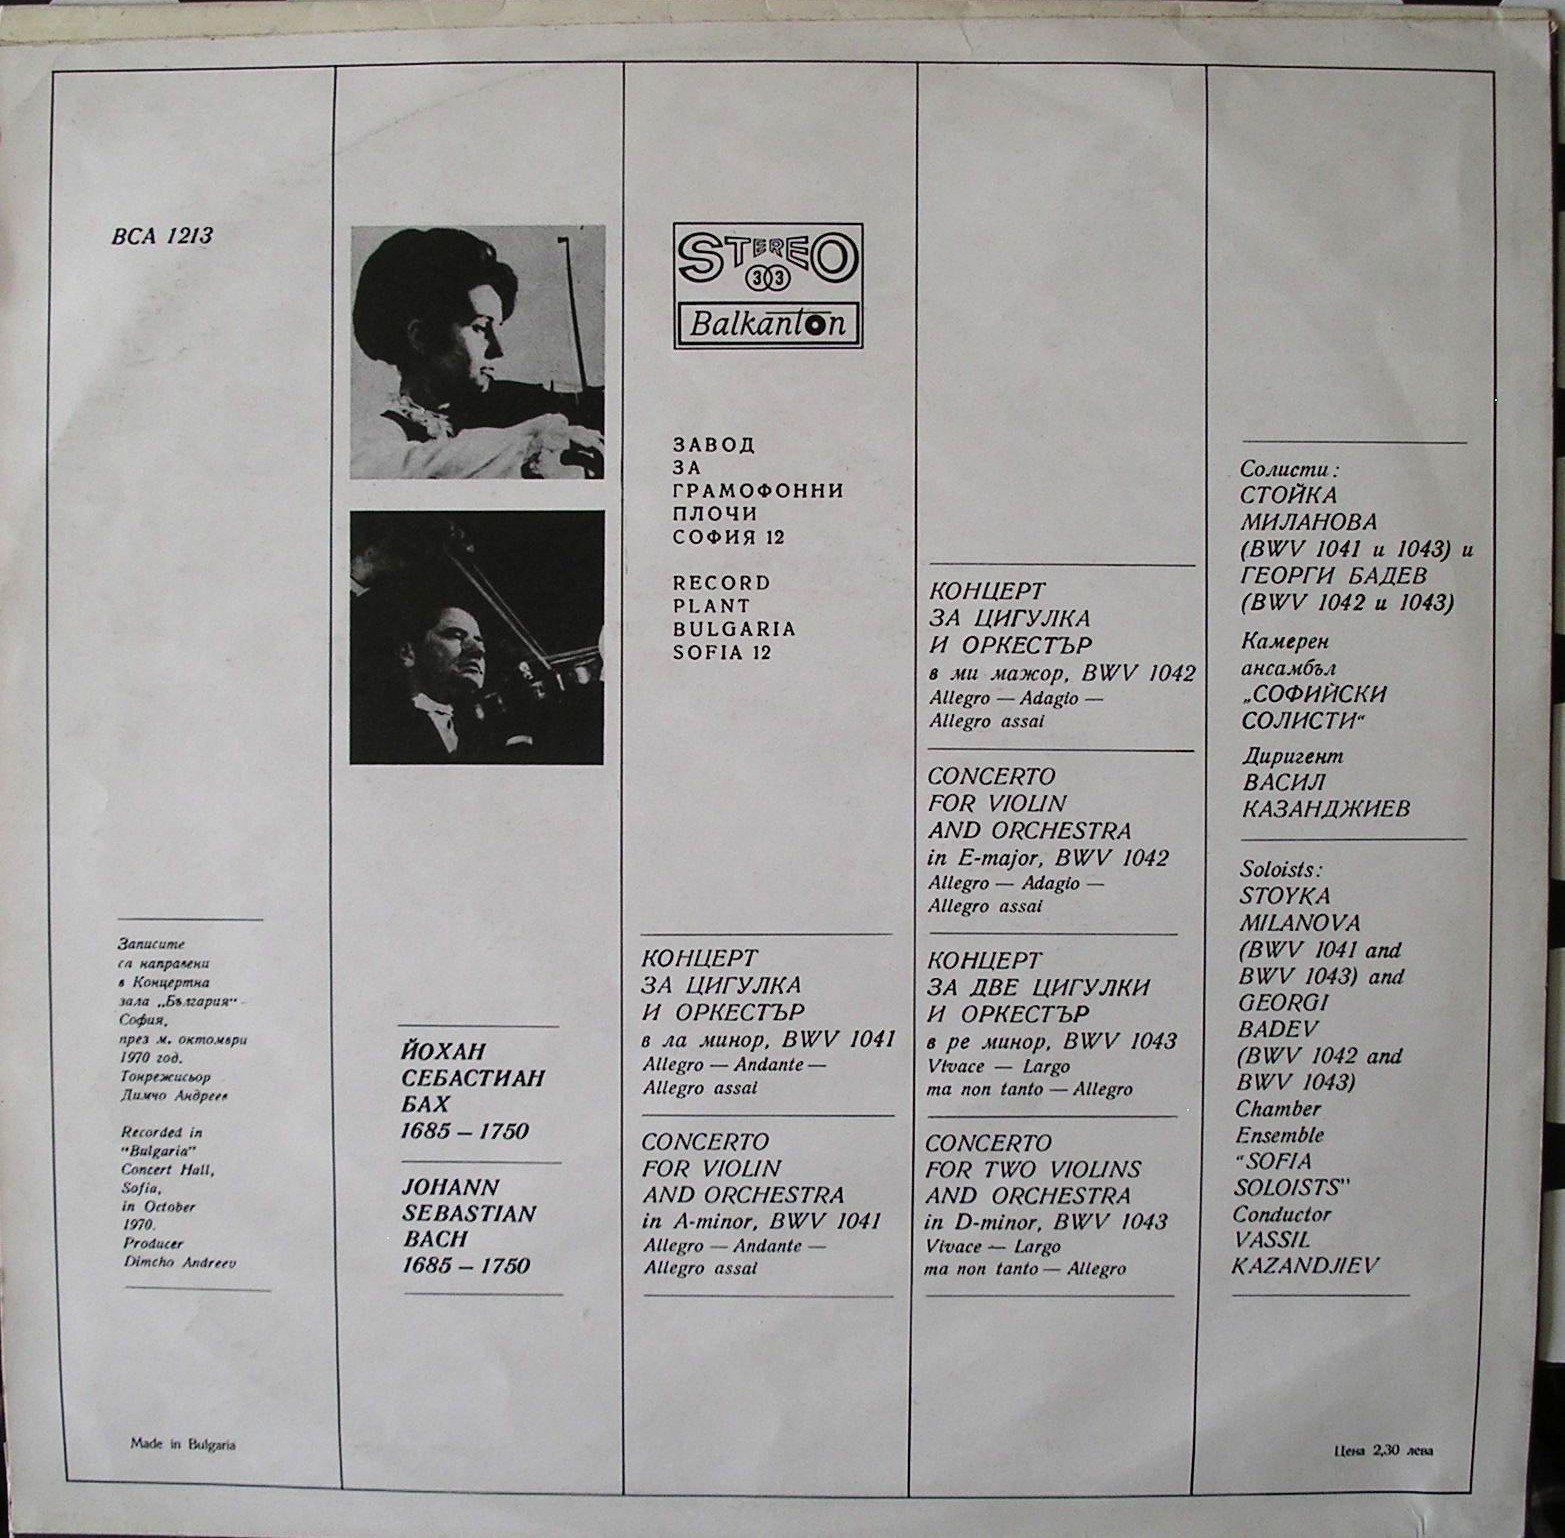 BCA 1213
Записите
са направени
в Концертна
зала „България“ -
София,
през м. октомври
1970 год.
Тонрежисьор
Димчо Андреев
Recorded in
"Bulgaria"
Concert Hall,
Sofia,
in October
1970.
Producer
Dimcho Andreev
Made in Bulgaria
ЙОХАН
СЕБАСТИАН
БАХ
1685 – 1750
JOHANN
SEBASTIAN
BACH
1685 – 1750
STEREO
33
Balkanton
ЗАВОД
ЗА
ГРАМОФОННИ
ПЛОЧИ
СОФИЯ 12
RECORD
PLANT
BULGARIA
SOFIA 12
КОНЦЕРТ
ЗА ЦИГУЛКА
И ОРКЕСТЪР
в ла минор, BWV 1041
Allegro — Andante —
Allegro assai
CONCERTO
FOR VIOLIN
AND ORCHESTRA
in A-minor, BWV 1041
Allegro — Andante —
Allegro assai
КОНЦЕРТ
ЗА ЦИГУЛКА
И ОРКЕСТЪР
в ми мажор, BWV 1042
Allegro — Adagio —
Allegro assai
CONCERTO
FOR VIOLIN
AND ORCHESTRA
in E-major, BWV 1042
Allegro — Adagio —
Allegro assai
КОНЦЕРТ
ЗА ДВЕ ЦИГУЛКИ
И ОРКЕСТЪР
в ре минор, BWV 1043
Vivace — Largo
ma non tanto — Allegro
CONCERTO
FOR TWO VIOLINS
AND ORCHESTRA
in D-minor, BWV 1043
Vivace — Largo
ma non tanto — Allegro
Солисти:
СТОЙКА
МИЛАНОВА
(BWV 1041 и 1043) и
ГЕОРГИ БАДЕВ
(BWV 1042 и 1043)
Камерен
ансамбъл
„СОФИЙСКИ
СОЛИСТИ“
Диригент
ВАСИЛ
КАЗАНДЖИЕВ
Soloists:
STOYKA
MILANOVA
(BWV 1041 and
BWV 1043) and
GEORGI
BADEV
(BWV 1042 and
BWV 1043)
Chamber
Ensemble
"SOFIA
SOLOISTS"
Conductor
VASSIL
KAZANDJIEV
Цена 2,30 лева